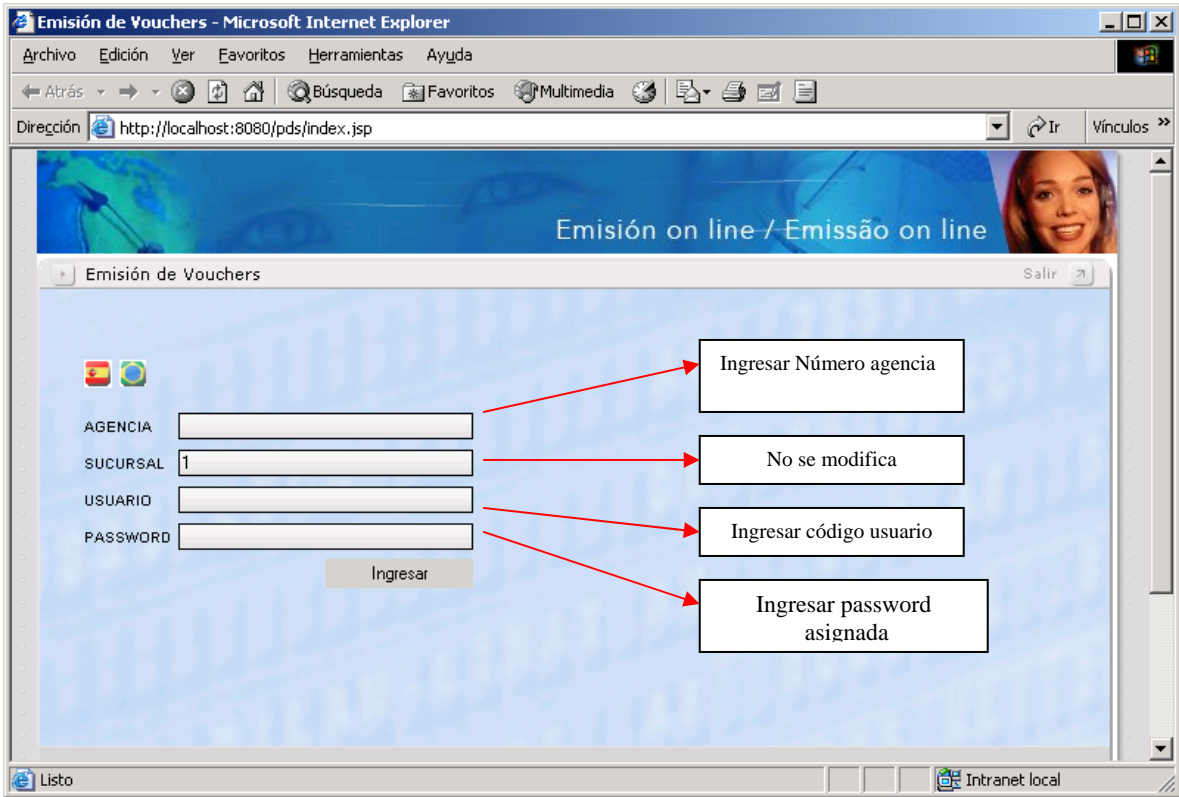 Emisión de Vouchers - Microsoft Internet Explorer
Archivo Edición Ver Favoritos Herramientas Ayuda
Atrás Búsqueda Favoritos Multimedia
Dirección http://localhost:8080/pds/index.jsp Ir Vínculos »
Emisión on line / Emissão on line
Emisión de Vouchers Salir
Ingresar Número agencia
AGENCIA
No se modifica
SUCURSAL 1
USUARIO
Ingresar código usuario
PASSWORD
Ingresar
Ingresar password
asignada
Listo Intranet local